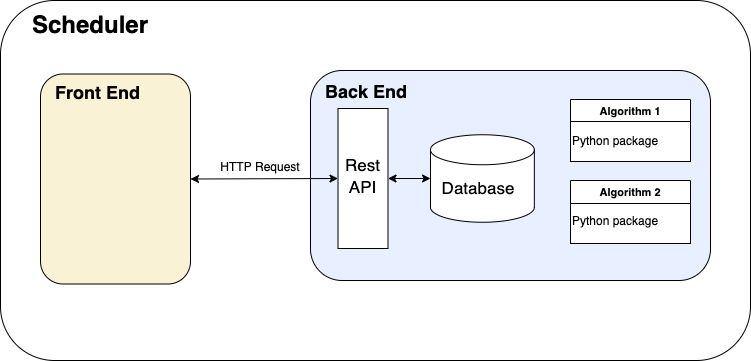 Scheduler
Front End
Back End
HTTP Request
Rest
API
Database
Algorithm 1
Python package
Algorithm 2
Python package